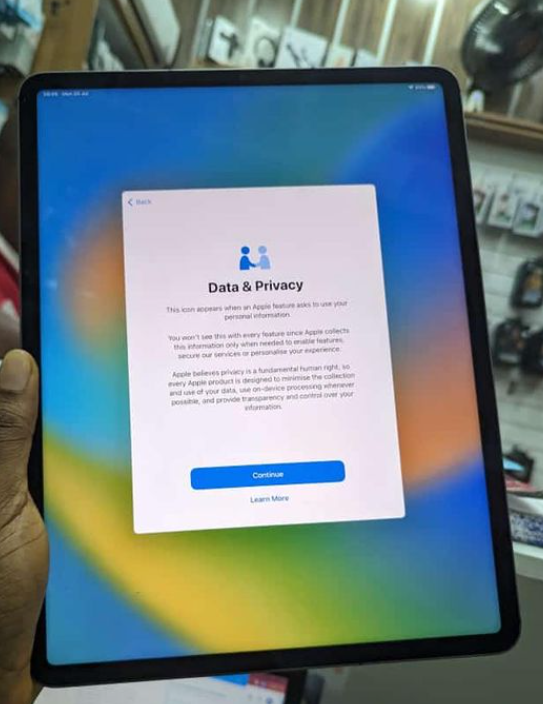 Back
Data & Privacy
This icon appears when an Apple feature asks to use your
personal information.
You won't see this with every feature since Apple collects
this information only when needed to enable features,
secure our services or personalise your experience.
Apple believes privacy is a fundamental human right, so
every Apple product is designed to minimise the collection
and use of your data, use on-device processing whenever
possible, and provide transparency and control over your
information.
Continue
Learn More